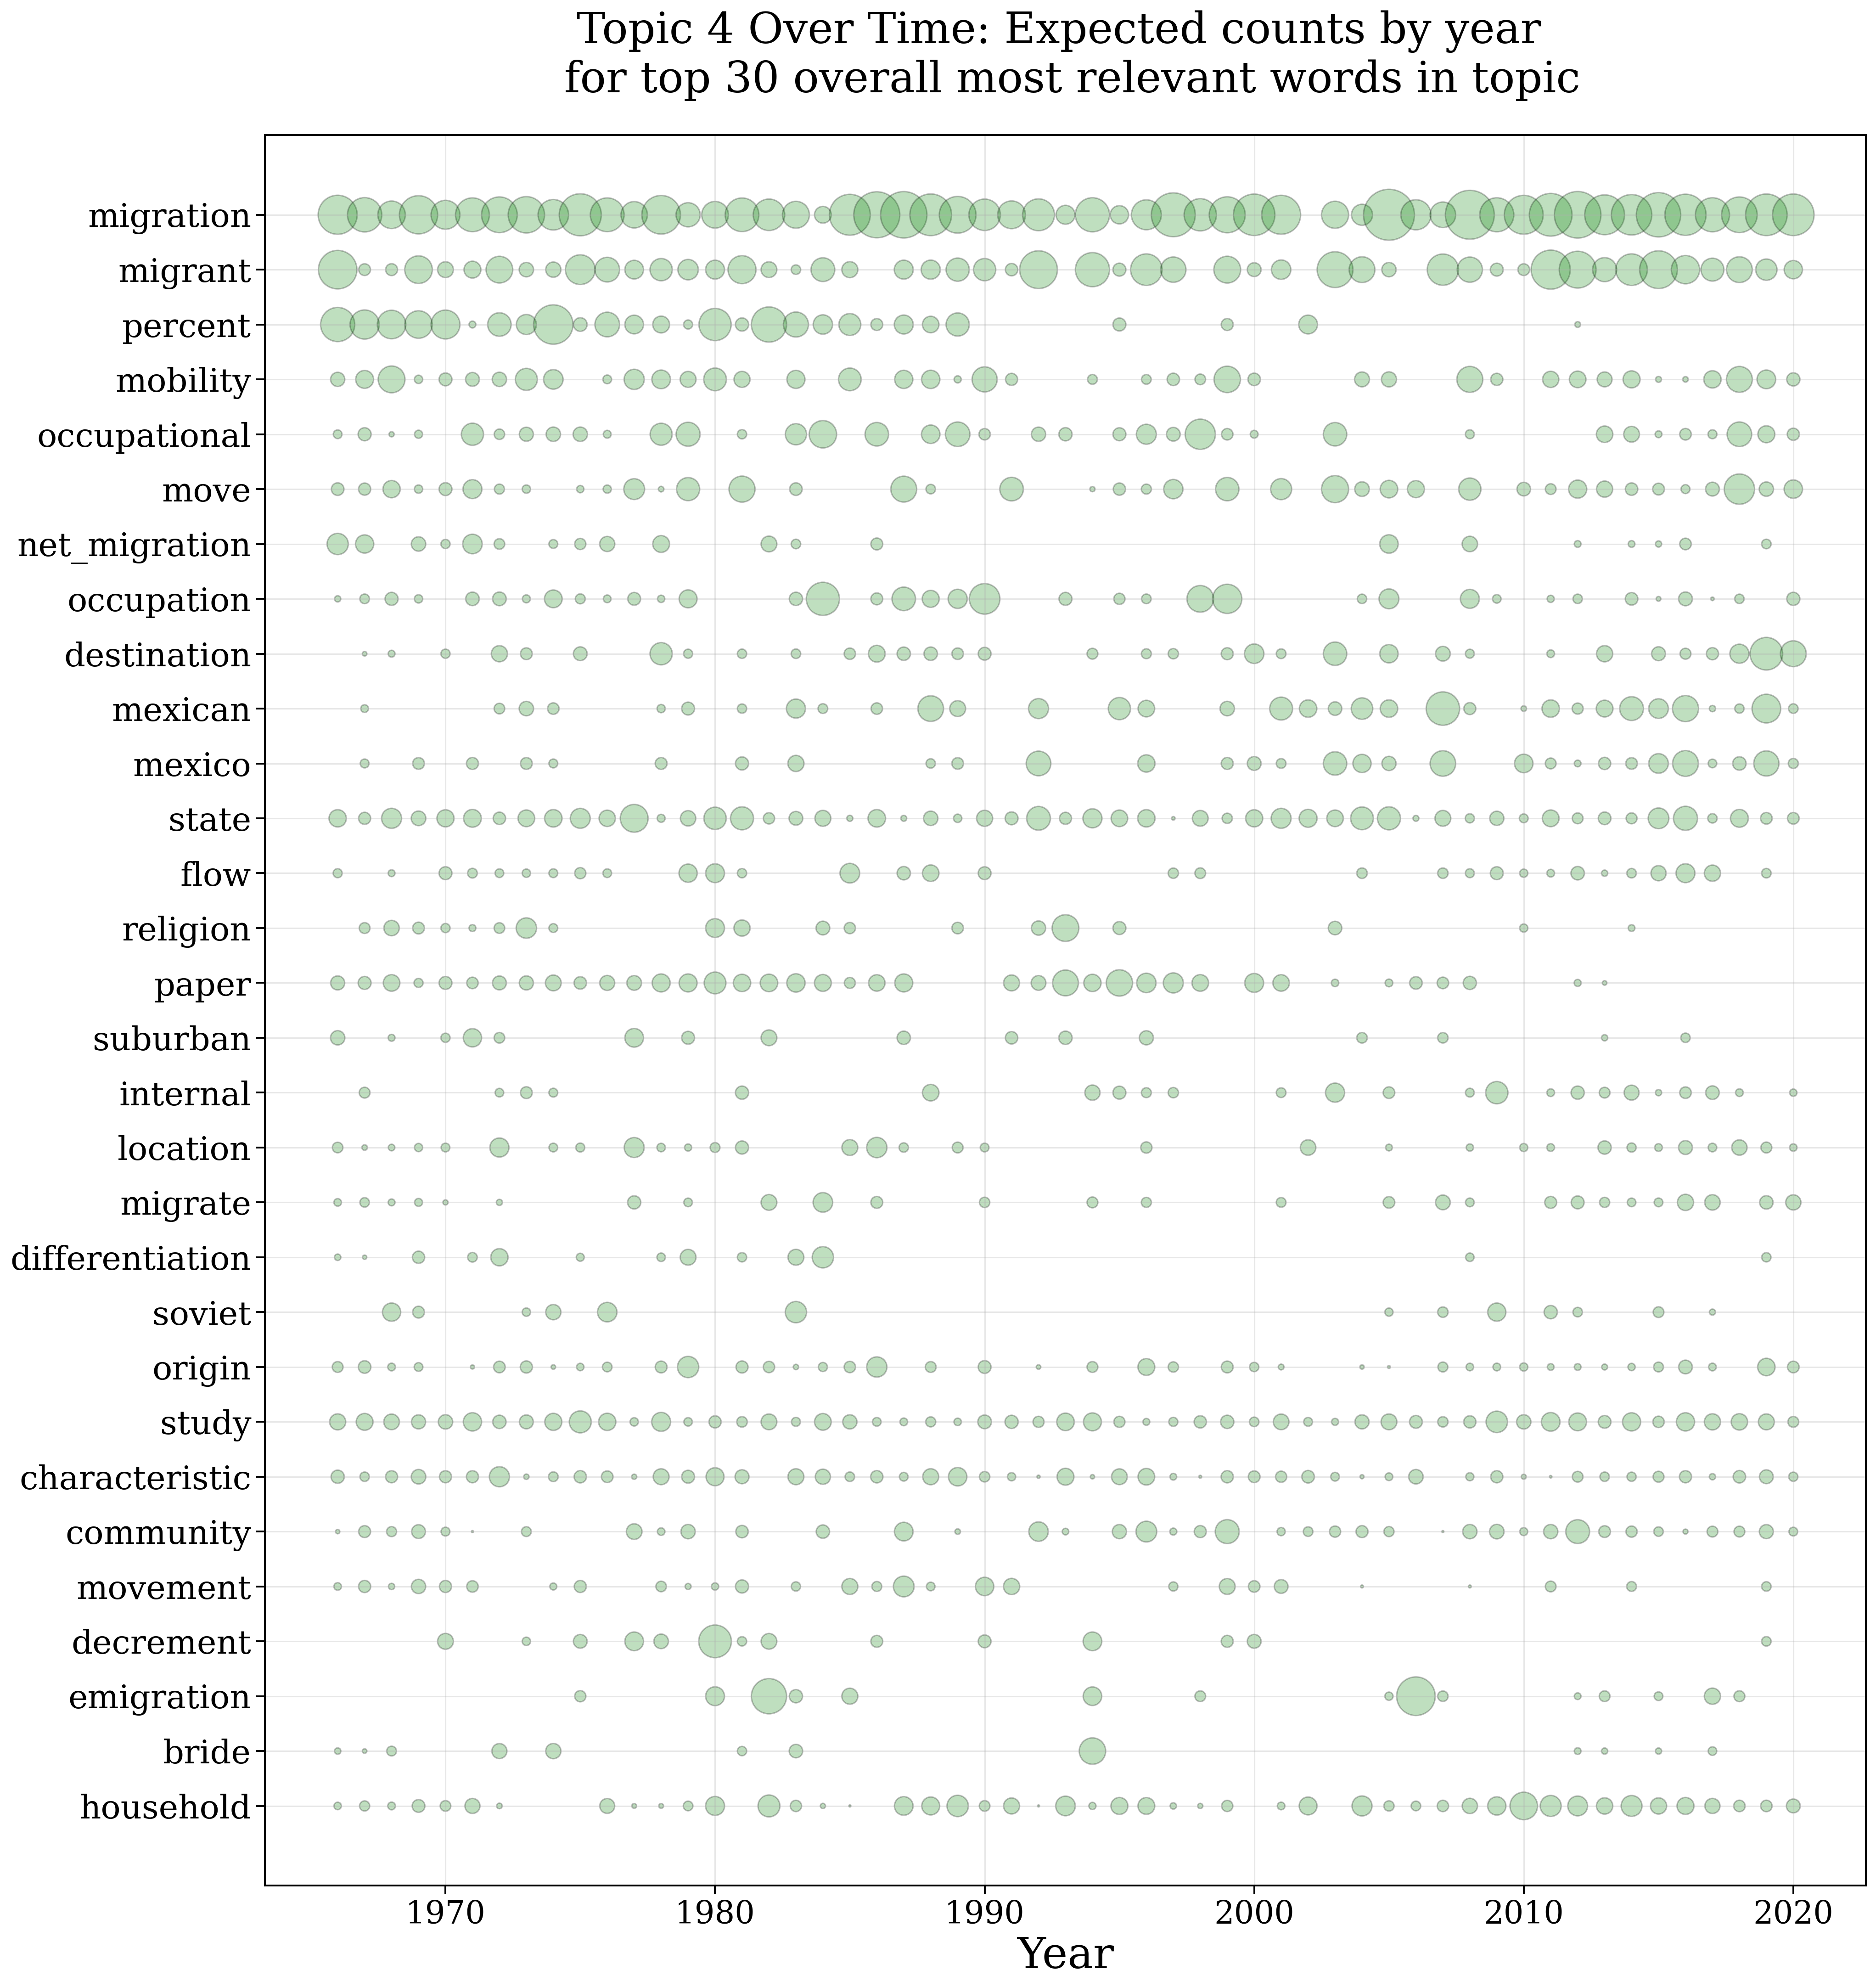 Topic 4 Over Time: Expected counts by year
for top 30 overall most relevant words in topic
migration
migrant
percent
mobility
occupational
move
net_migration
occupation
destination
mexican
mexico
state
flow
religion
paper
suburban
internal
location
migrate
differentiation
soviet
origin
study
characteristic
community
movement
decrement
emigration
bride
household
1970 1980 1990 2000 2010 2020
Year